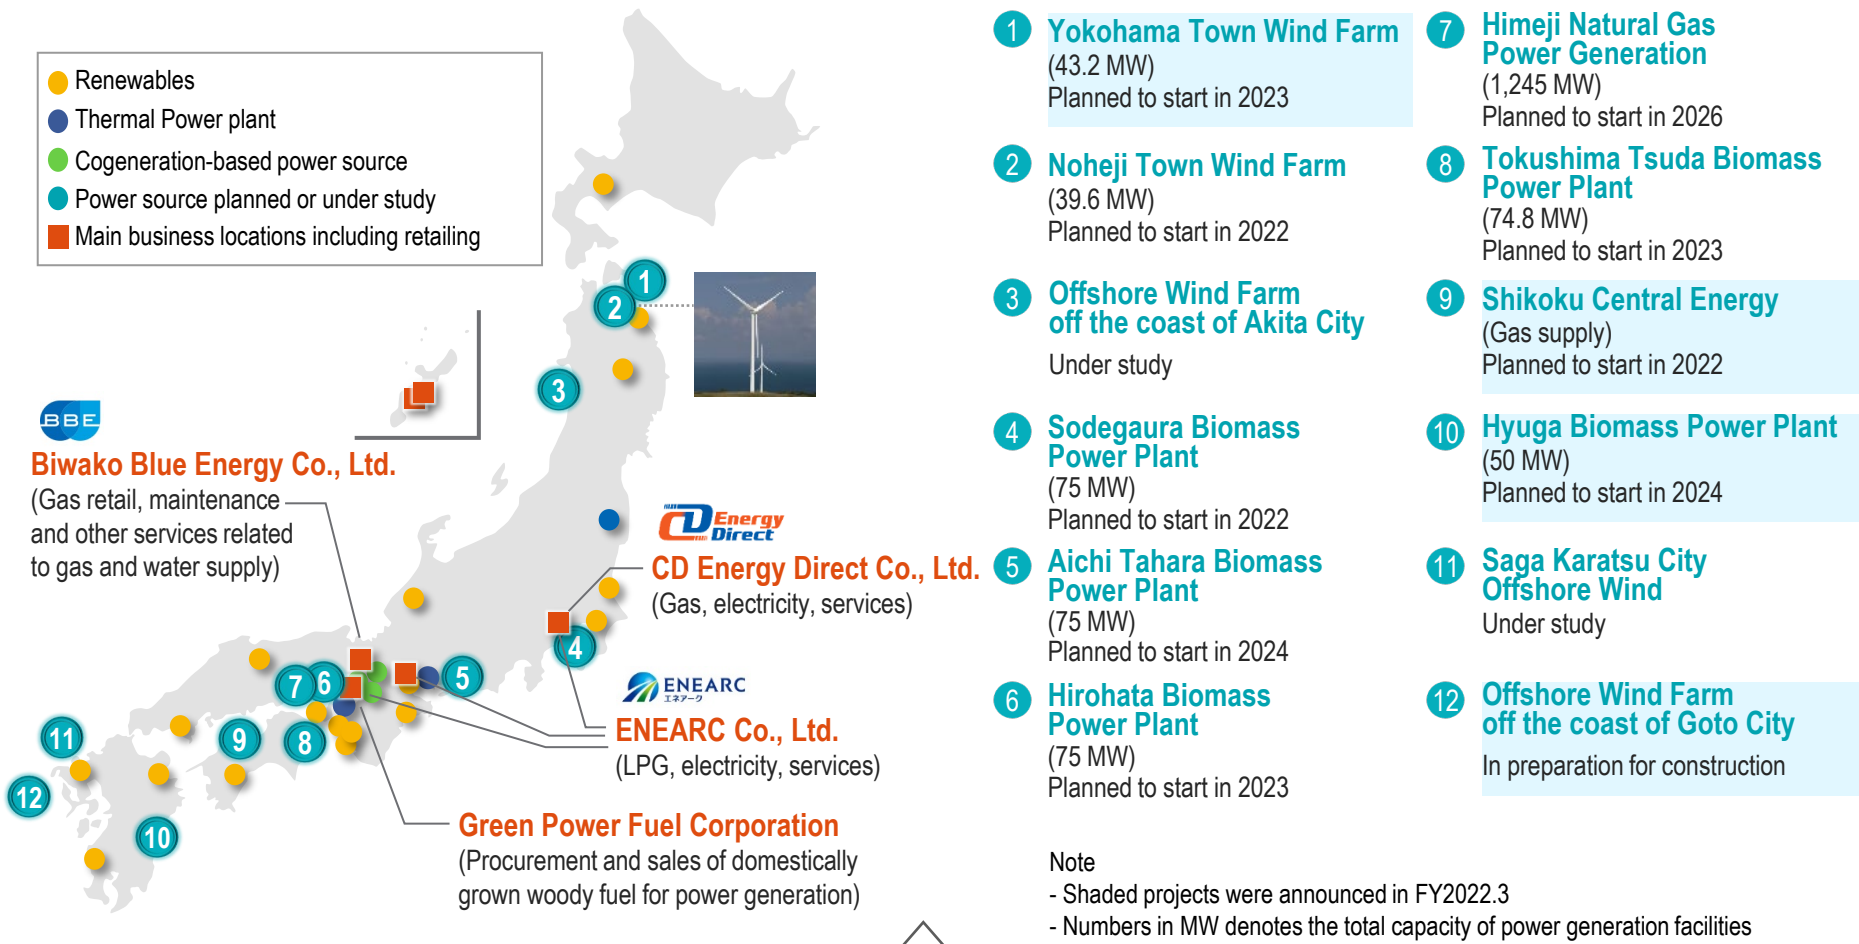 Renewables
Thermal Power plant
Cogeneration-based power source
Power source planned or under study
Main business locations including retailing
1
2
3
BBE
Biwako Blue Energy Co., Ltd.
(Gas retail, maintenance
and other services related
to gas and water supply)
CD Energy
Direct
CD Energy Direct Co., Ltd.
(Gas, electricity, services)
4
5
6
7
ENEARC
エネアーク
ENEARC Co., Ltd.
(LPG, electricity, services)
8
9
11
12
10
Green Power Fuel Corporation
(Procurement and sales of domestically
grown woody fuel for power generation)
1 Yokohama Town Wind Farm
(43.2 MW)
Planned to start in 2023
2 Noheji Town Wind Farm
(39.6 MW)
Planned to start in 2022
3 Offshore Wind Farm
off the coast of Akita City
Under study
4 Sodegaura Biomass
Power Plant
(75 MW)
Planned to start in 2022
5 Aichi Tahara Biomass
Power Plant
(75 MW)
Planned to start in 2024
6 Hirohata Biomass
Power Plant
(75 MW)
Planned to start in 2023
7 Himeji Natural Gas
Power Generation
(1,245 MW)
Planned to start in 2026
8 Tokushima Tsuda Biomass
Power Plant
(74.8 MW)
Planned to start in 2023
9 Shikoku Central Energy
(Gas supply)
Planned to start in 2022
10 Hyuga Biomass Power Plant
(50 MW)
Planned to start in 2024
11 Saga Karatsu City
Offshore Wind
Under study
12 Offshore Wind Farm
off the coast of Goto City
In preparation for construction
Note
- Shaded projects were announced in FY2022.3
- Numbers in MW denotes the total capacity of power generation facilities